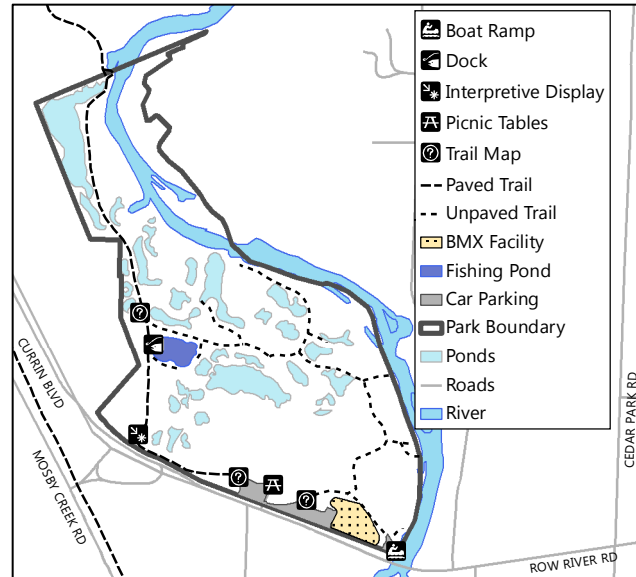 Boat Ramp
Dock
Interpretive Display
Picnic Tables
Trail Map
Paved Trail
Unpaved Trail
BMX Facility
Fishing Pond
Car Parking
Park Boundary
Ponds
Roads
River
CURRIN BLVD
MOSBY CREEK RD
CEDAR PARK RD
ROW RIVER RD